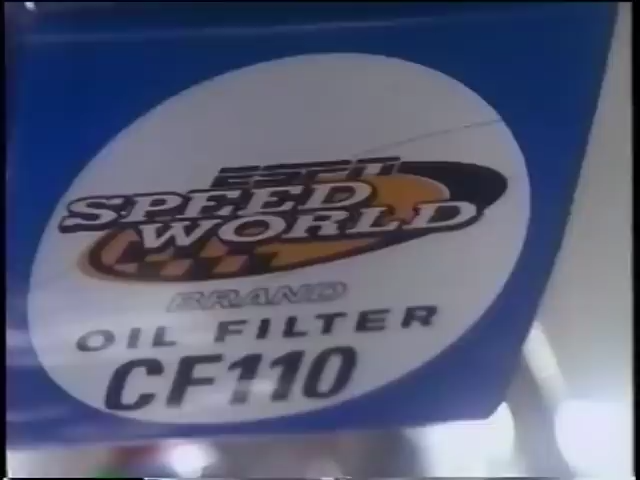 ESPN
SPEED
WORLD
BRAND
OIL FILTER
CF110